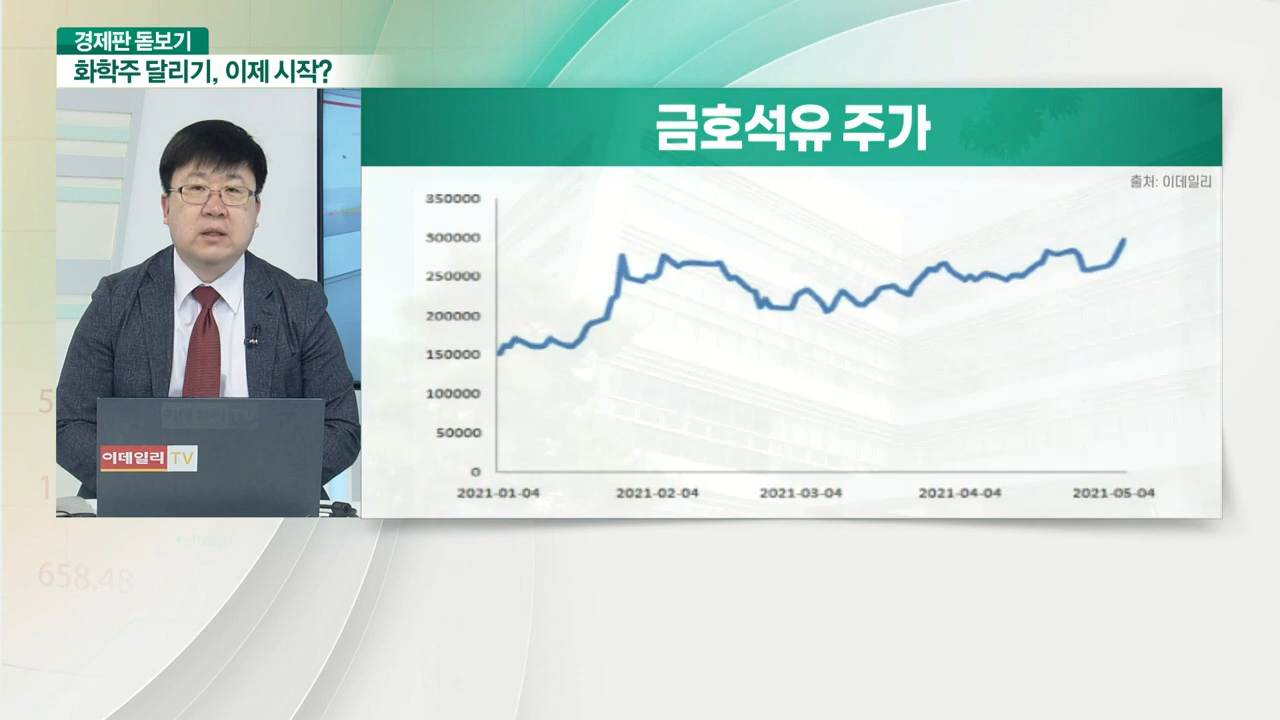 경제판 돋보기
화학주 달리기, 이제 시작?
금호석유 주가
출처: 이데일리
350000
300000
250000
200000
150000
100000
50000
0
2021-01-04
2021-02-04
2021-03-04
2021-04-04
2021-05-04
이데일리 TV
658.48